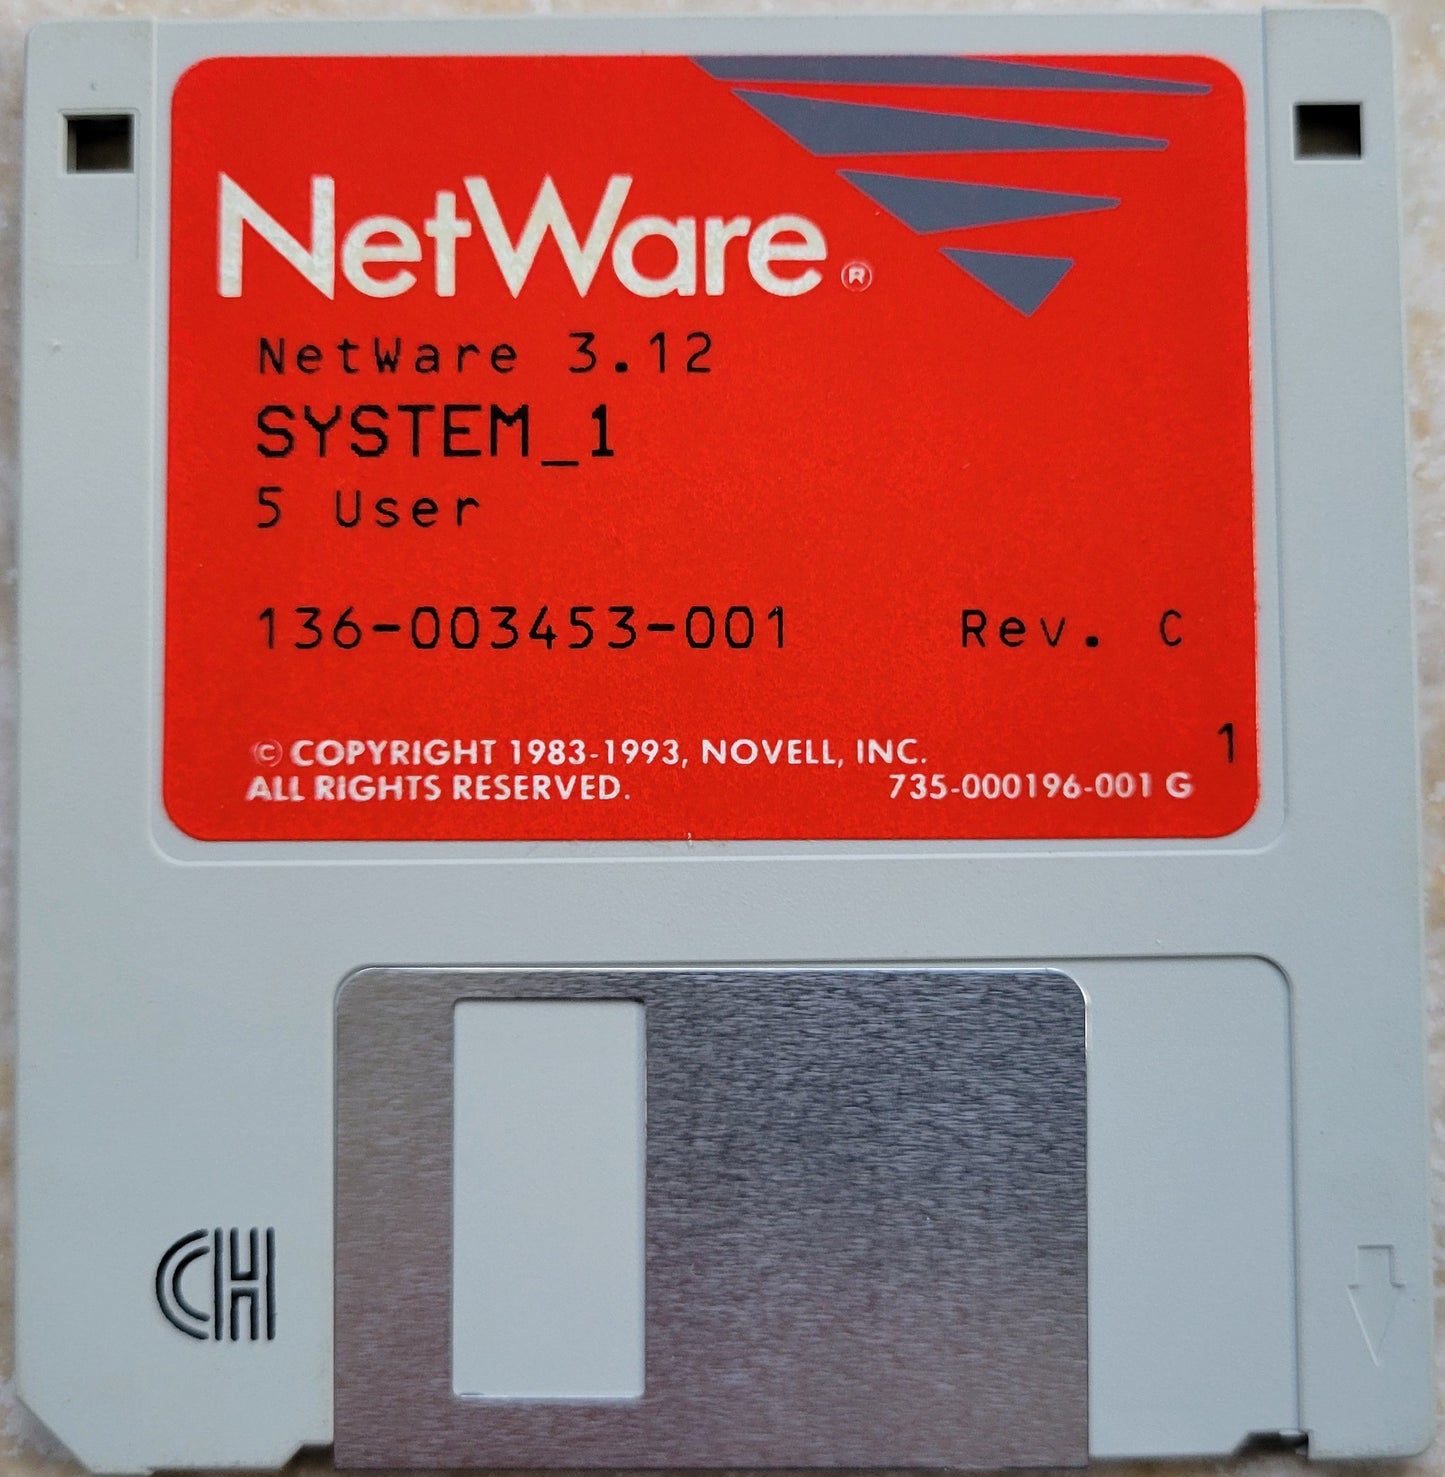 NetWare®
NetWare 3.12
SYSTEM_1
5 User
136-003453-001 Rev. C
1
© COPYRIGHT 1983-1993, NOVELL, INC.
ALL RIGHTS RESERVED. 735-000196-001 G
CH